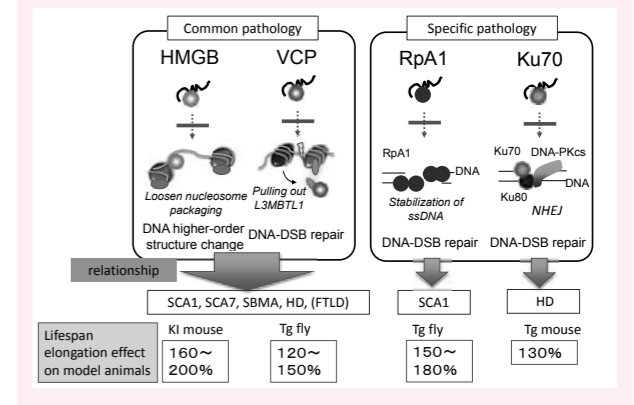 Common pathology
Specific pathology
HMGB
VCP
RpA1
Ku70
Loosen nucleosome
packaging
Pulling out
L3MBTL1
RpA1
DNA
Stabilization of
ssDNA
Ku70
DNA-PKcs
DNA
Ku80
NHEJ
DNA higher-order
structure change
DNA-DSB repair
DNA-DSB repair
DNA-DSB repair
relationship
SCA1, SCA7, SBMA, HD, (FTLD)
SCA1
HD
Lifespan
elongation effect
on model animals
KI mouse
160~
200%
Tg fly
120~
150%
Tg fly
150~
180%
Tg mouse
130%